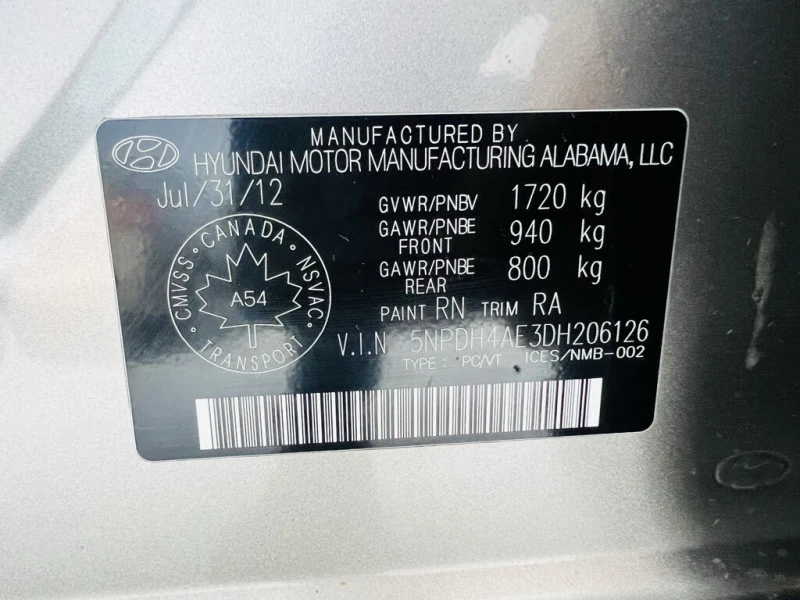 MANUFACTURED BY
HYUNDAI MOTOR MANUFACTURING ALABAMA, LLC
Jul/31/12
GVWR/PNBV 1720 kg
GAWR/PNBE FRONT 940 kg
GAWR/PNBE REAR 800 kg
CMVSS · CANADA · NSVAC
A54
TRANSPORT
PAINT RN TRIM RA
V.I.N 5NPDH4AE3DH206126
TYPE : PC/VT ICES/NMB-002